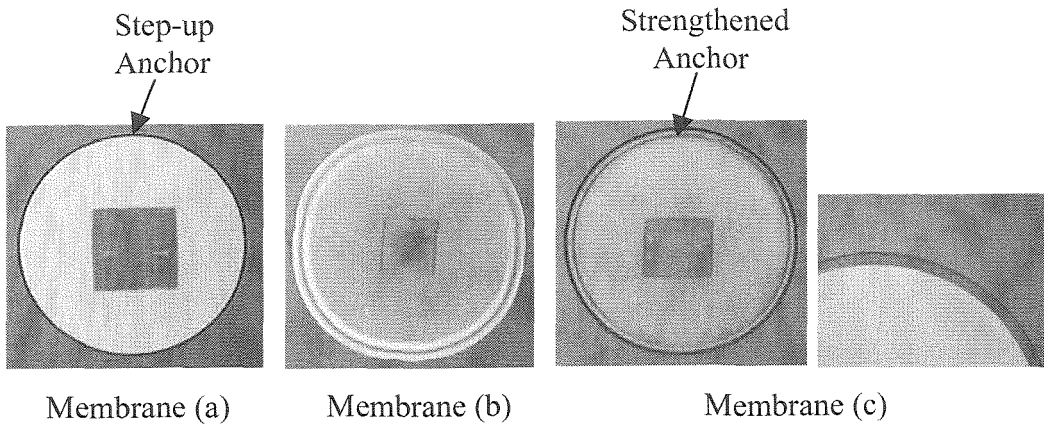 Step-up
Anchor
Strengthened
Anchor
Membrane (a)
Membrane (b)
Membrane (c)